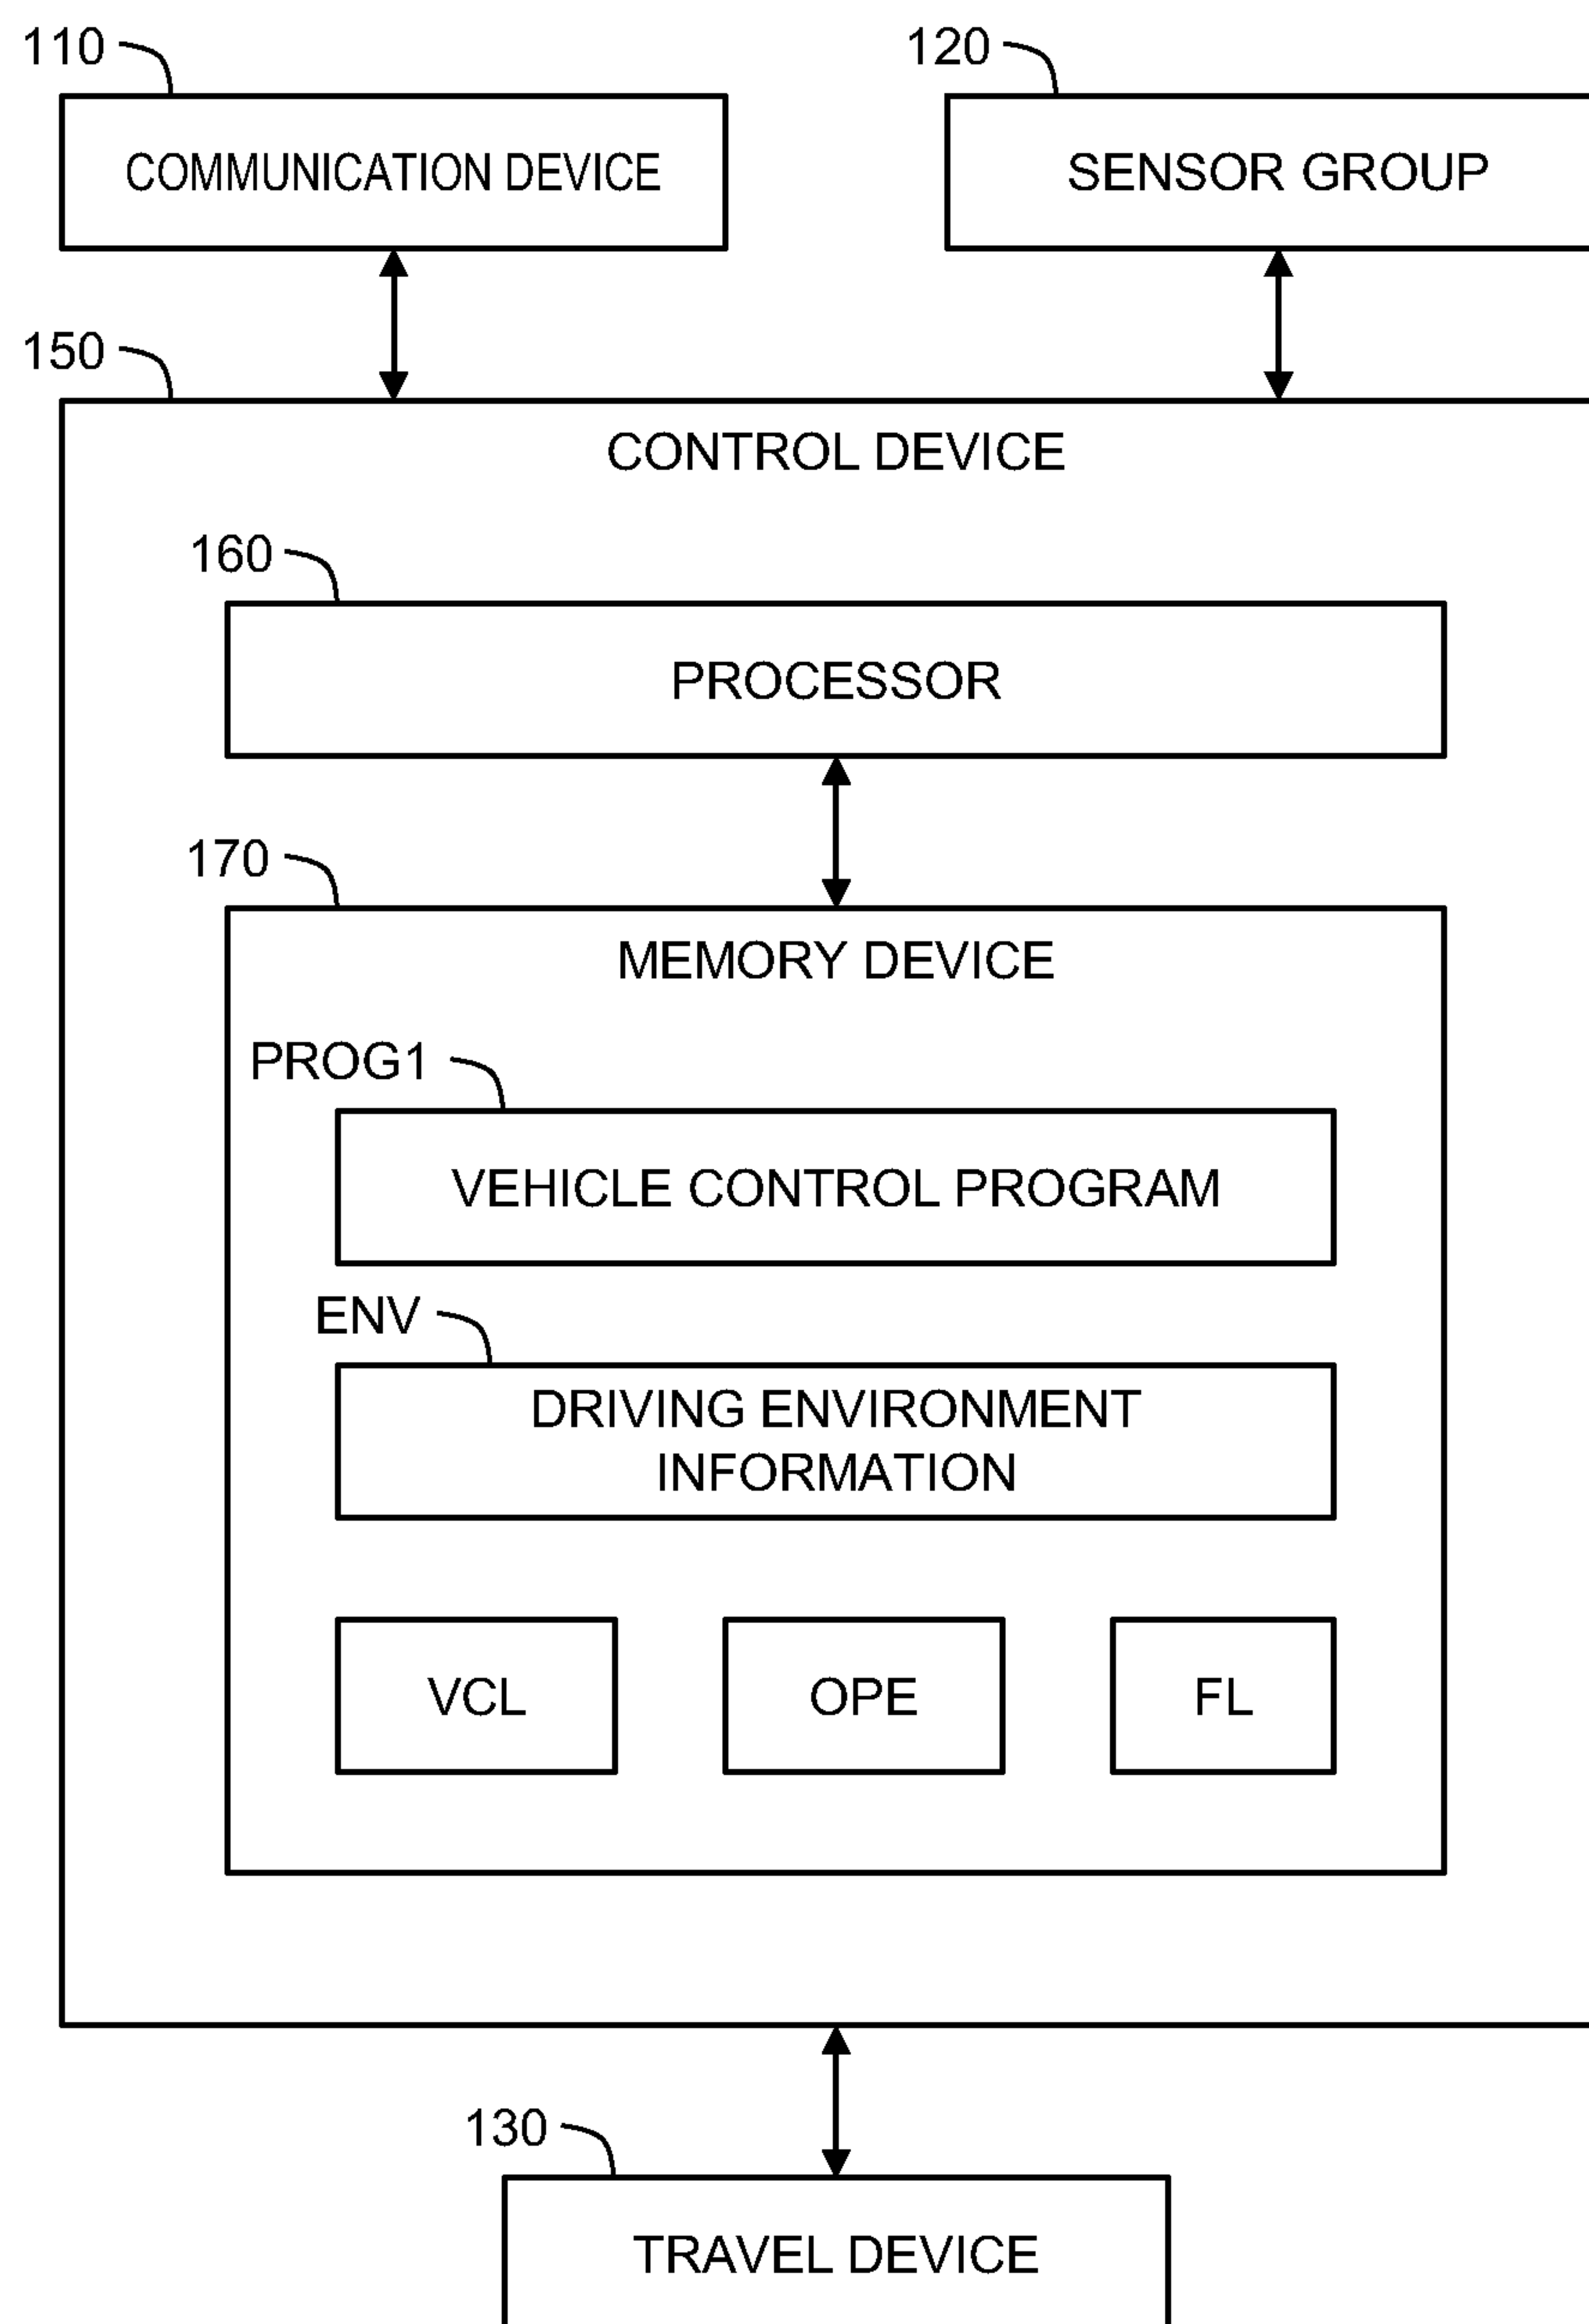 110
120
COMMUNICATION DEVICE
SENSOR GROUP
150
CONTROL DEVICE
160
PROCESSOR
170
MEMORY DEVICE
PROG1
VEHICLE CONTROL PROGRAM
ENV
DRIVING ENVIRONMENT
INFORMATION
VCL
OPE
FL
130
TRAVEL DEVICE